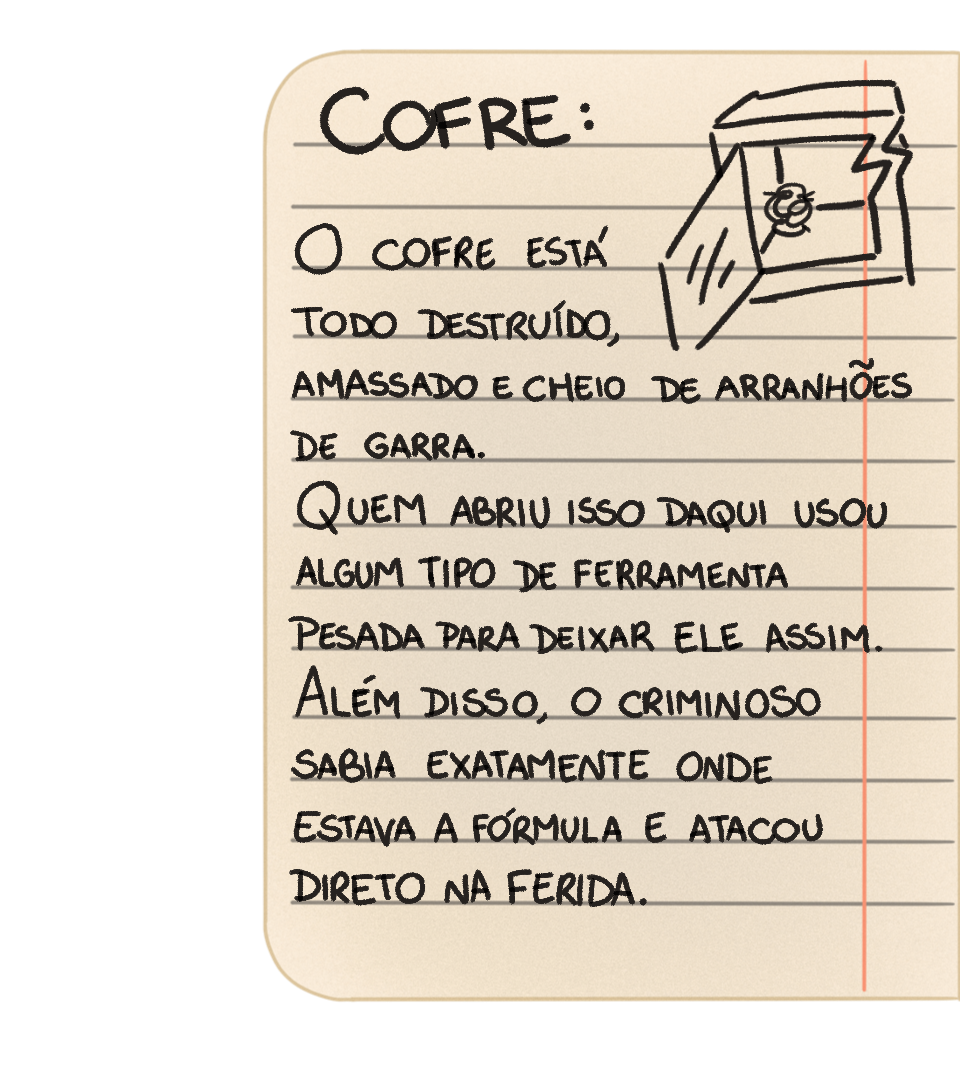 COFRE:
O COFRE ESTÁ
TODO DESTRUÍDO,
AMASSADO E CHEIO DE ARRANHÕES
DE GARRA.
QUEM ABRIU ISSO DAQUI USOU
ALGUM TIPO DE FERRAMENTA
PESADA PARA DEIXAR ELE ASSIM.
ALÉM DISSO, O CRIMINOSO
SABIA EXATAMENTE ONDE
ESTAVA A FÓRMULA E ATACOU
DIRETO NA FERIDA.